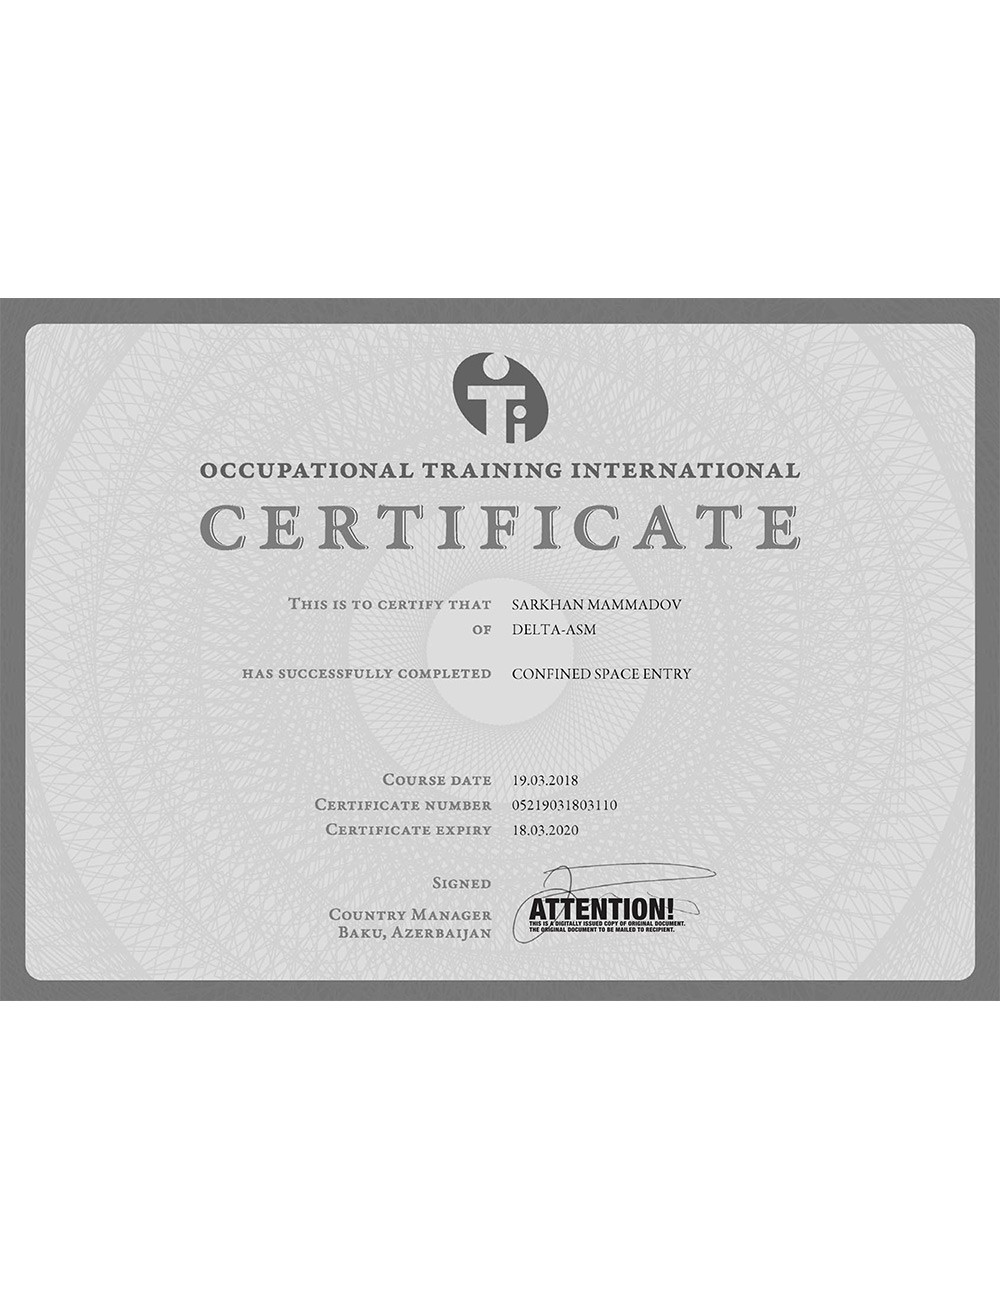 Ti
OCCUPATIONAL TRAINING INTERNATIONAL
CERTIFICATE
THIS IS TO CERTIFY THAT SARKHAN MAMMADOV
OF DELTA-ASM
HAS SUCCESSFULLY COMPLETED CONFINED SPACE ENTRY
COURSE DATE 19.03.2018
CERTIFICATE NUMBER 05219031803110
CERTIFICATE EXPIRY 18.03.2020
SIGNED
COUNTRY MANAGER
BAKU, AZERBAIJAN
ATTENTION!
THIS IS A DIGITALLY ISSUED COPY OF ORIGINAL DOCUMENT.
THE ORIGINAL DOCUMENT TO BE MAILED TO RECIPIENT.